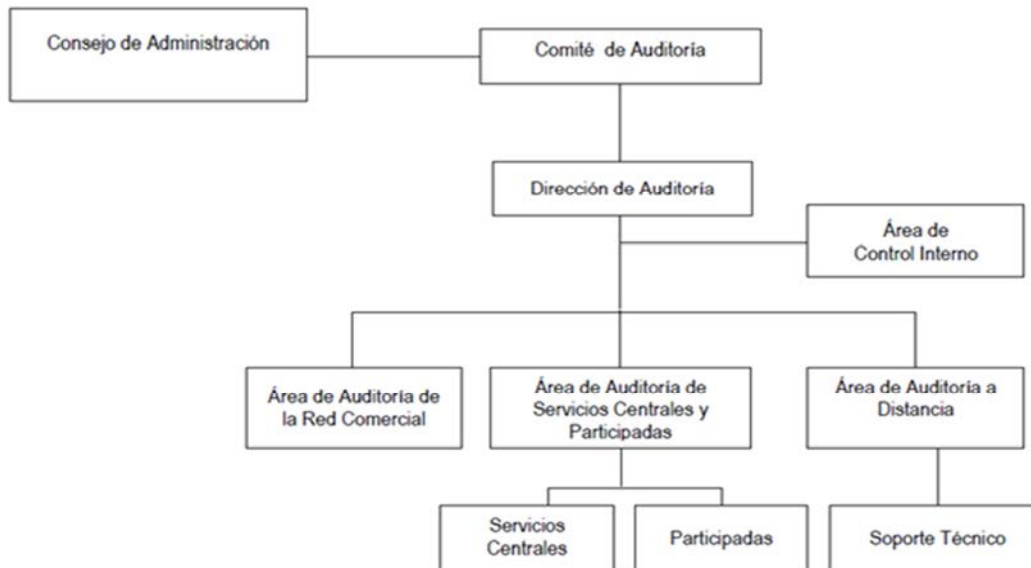 Consejo de Administración
Comité de Auditoría
Dirección de Auditoría
Área de
Control Interno
Área de Auditoría de
la Red Comercial
Área de Auditoría de
Servicios Centrales y
Participadas
Área de Auditoría a
Distancia
Servicios
Centrales
Participadas
Soporte Técnico